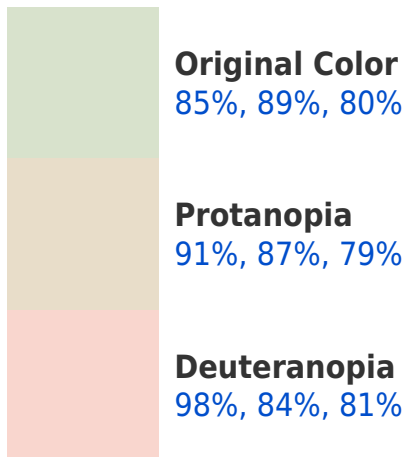 Original Color
85%, 89%, 80%
Protanopia
91%, 87%, 79%
Deuteranopia
98%, 84%, 81%